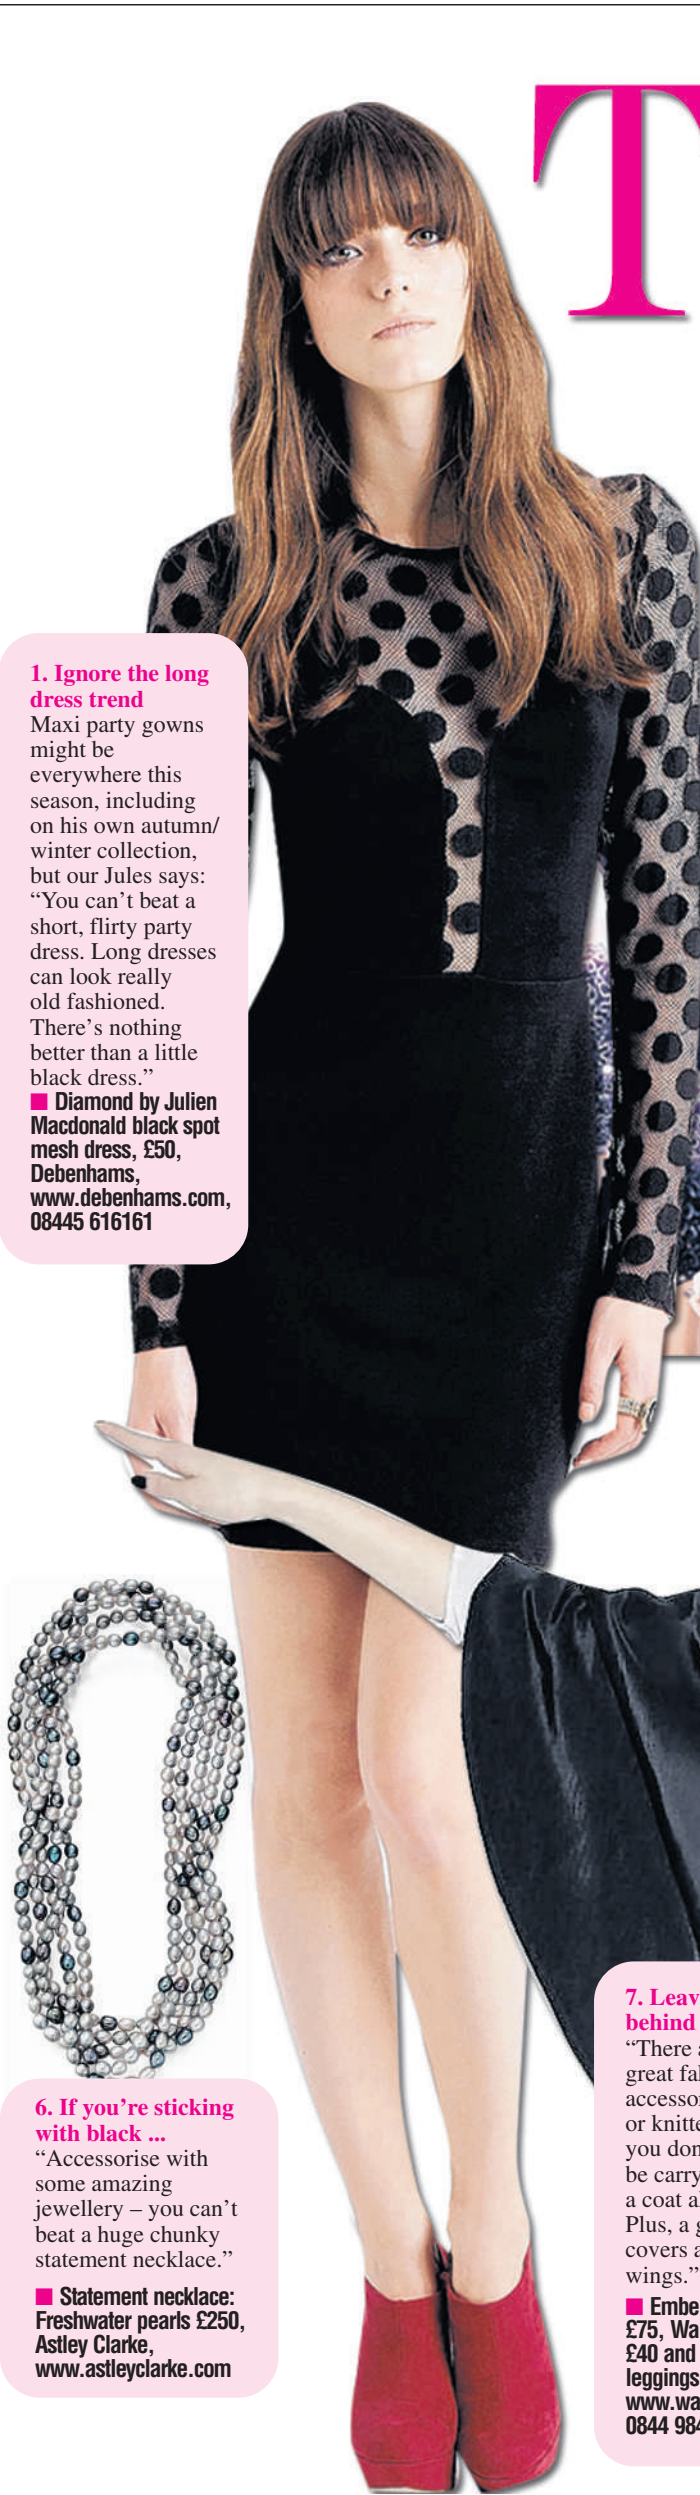 T
1. Ignore the long
dress trend
Maxi party gowns
might be
everywhere this
season, including
on his own autumn/
winter collection,
but our Jules says:
“You can’t beat a
short, flirty party
dress. Long dresses
can look really
old fashioned.
There’s nothing
better than a little
black dress.”
■ Diamond by Julien
Macdonald black spot
mesh dress, £50,
Debenhams,
www.debenhams.com,
08445 616161
6. If you’re sticking
with black ...
“Accessorise with
some amazing
jewellery – you can’t
beat a huge chunky
statement necklace.”
■ Statement necklace:
Freshwater pearls £250,
Astley Clarke,
www.astleyclarke.com
7. Leav
behind
“There a
great fal
accessor
or knitte
you don
be carry
a coat a
Plus, a g
covers a
wings.”
■ Embe
£75, Wa
£40 and
leggings
www.wa
0844 984